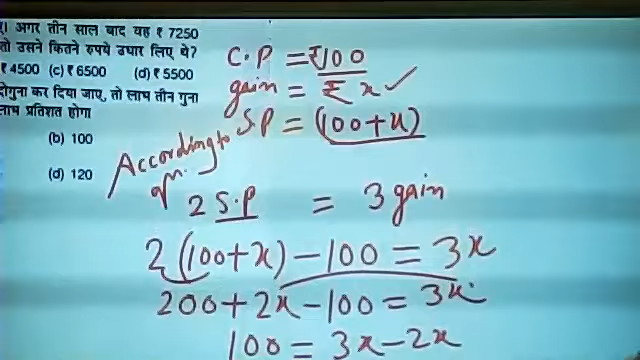 । अगर तीन साल बाद वह ₹ 7250
तो उसने कितने रुपये उधार लिए थे?
₹ 4500 (c) ₹ 6500 (d) ₹ 5500
दोगुना कर दिया जाए, तो लाभ तीन गुना
लाभ प्रतिशत होगा
(b) 100
(d) 120
C.P = ₹100
gain = ₹ x ✓
S.P = (100+x)
According to
qn.
2 S.P = 3 gain
2 (100+x) - 100 = 3x
200 + 2x - 100 = 3x
100 = 3x - 2x